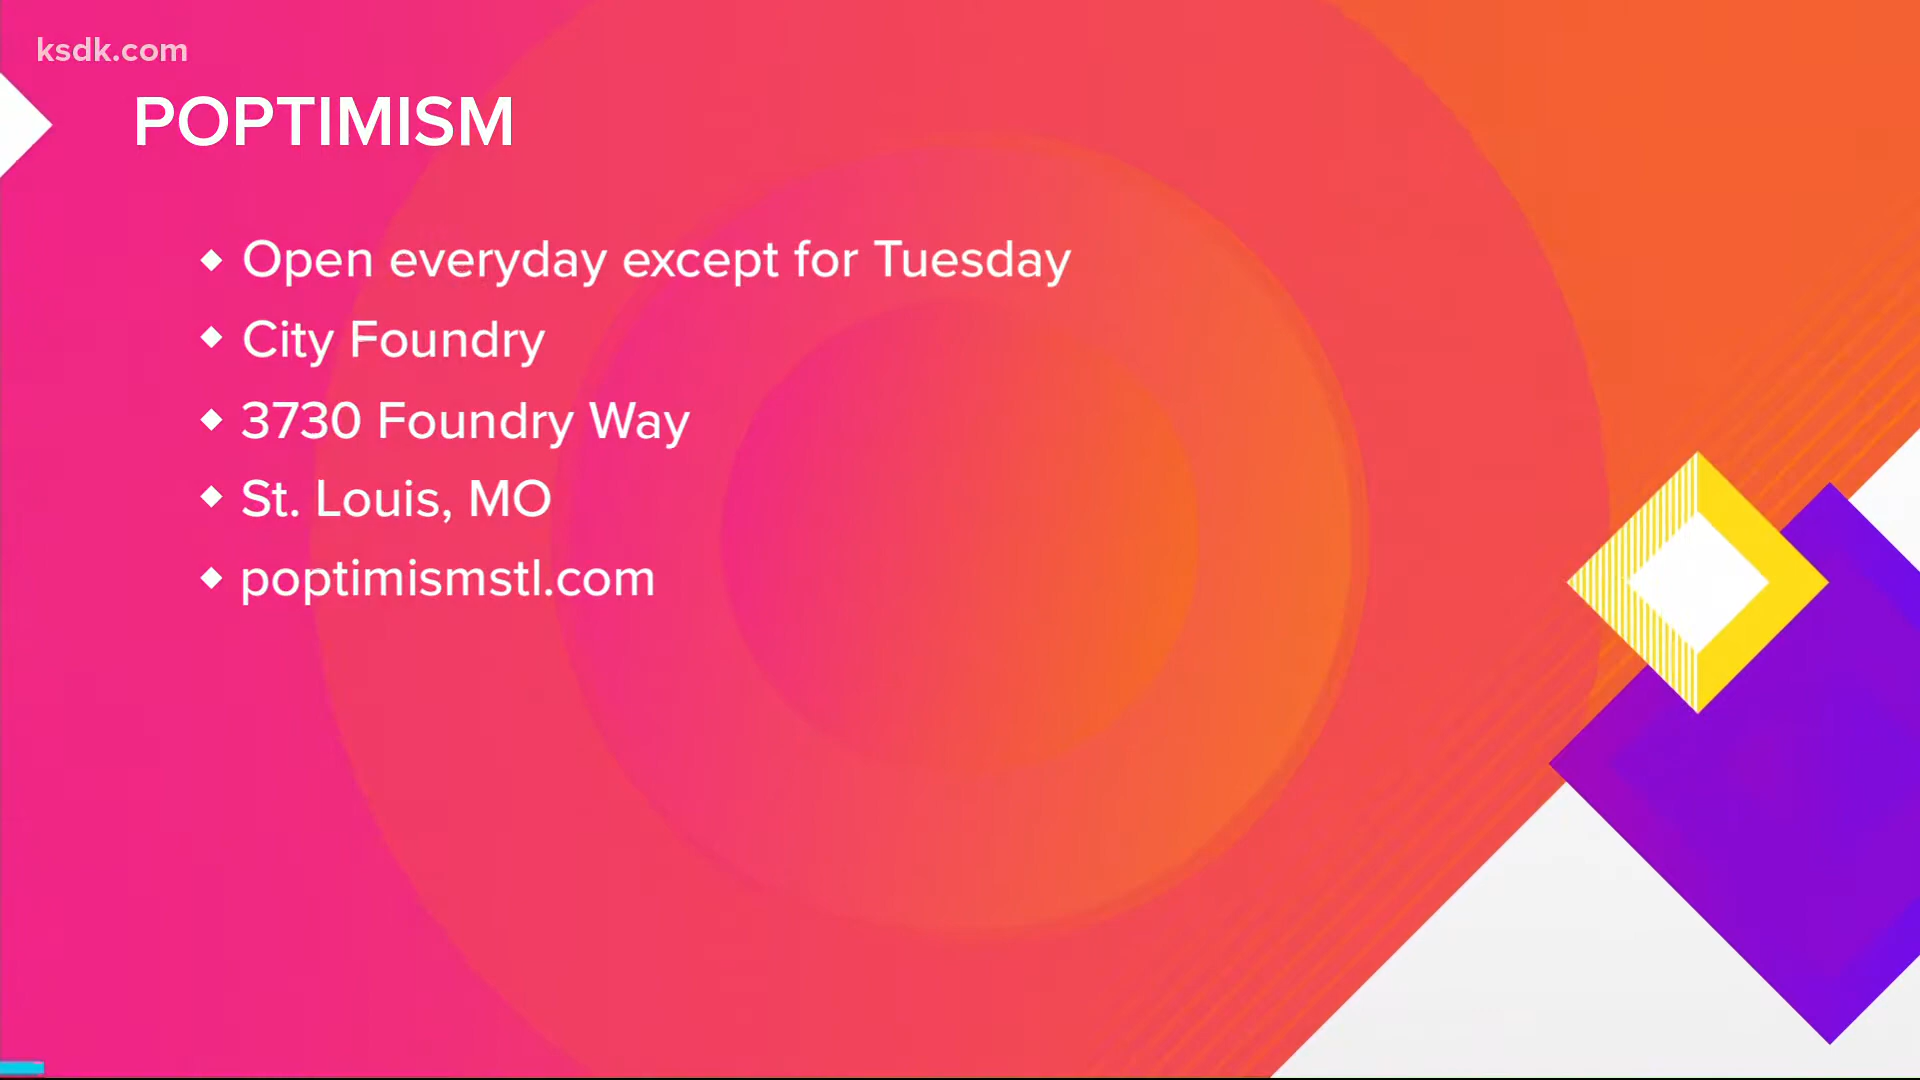 ksdk.com
POPTIMISM
Open everyday except for Tuesday
City Foundry
3730 Foundry Way
St. Louis, MO
poptimismstl.com